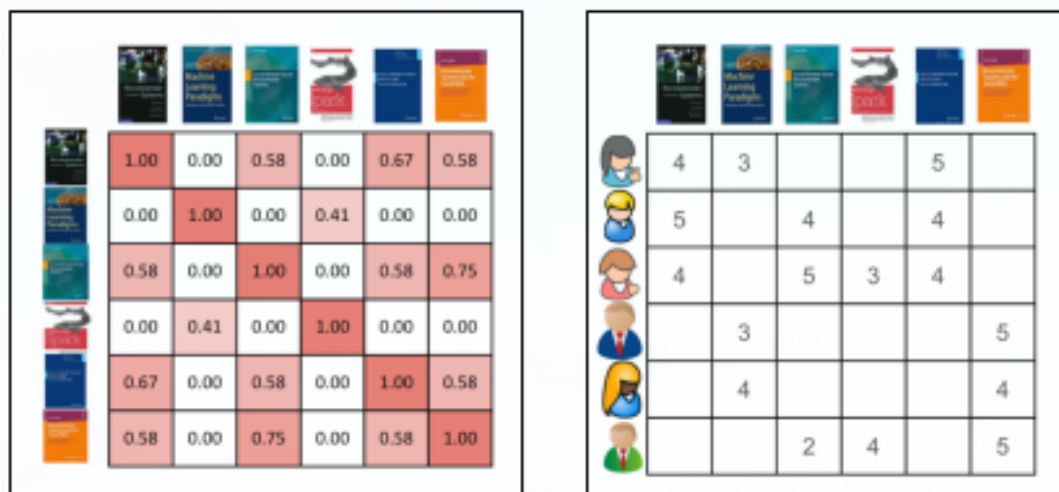 Machine
Learning
Paradigms
Machine
Learning
Paradigms
1.00 0.00 0.58 0.00 0.67 0.58
0.00 1.00 0.00 0.41 0.00 0.00
0.58 0.00 1.00 0.00 0.58 0.75
0.00 0.41 0.00 1.00 0.00 0.00
0.67 0.00 0.58 0.00 1.00 0.58
0.58 0.00 0.75 0.00 0.58 1.00
4 3 5
5 4 4
4 5 3 4
3 5
4 4
2 4 5